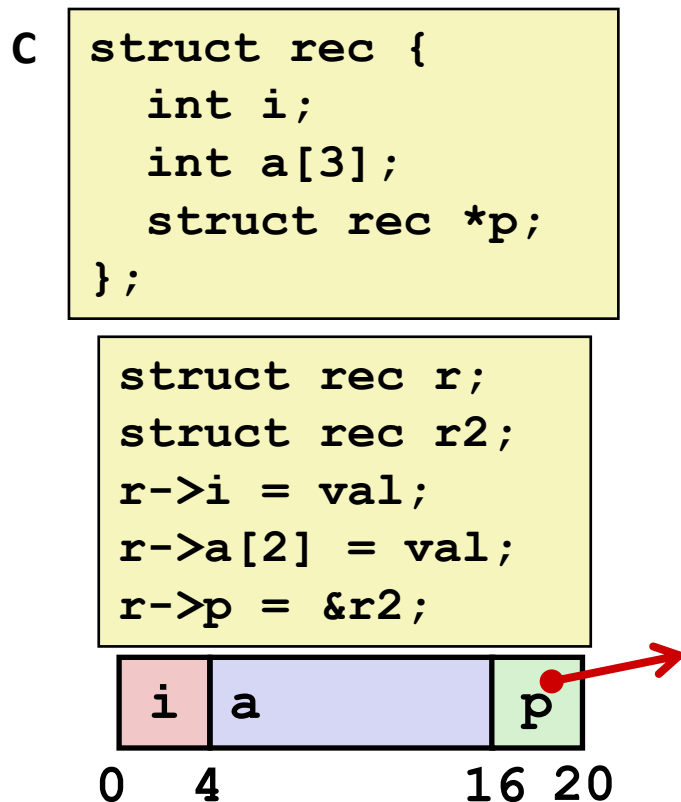 C
struct rec {
  int i;
  int a[3];
  struct rec *p;
};
struct rec r;
struct rec r2;
r->i = val;
r->a[2] = val;
r->p = &r2;
i a p
0 4 16 20